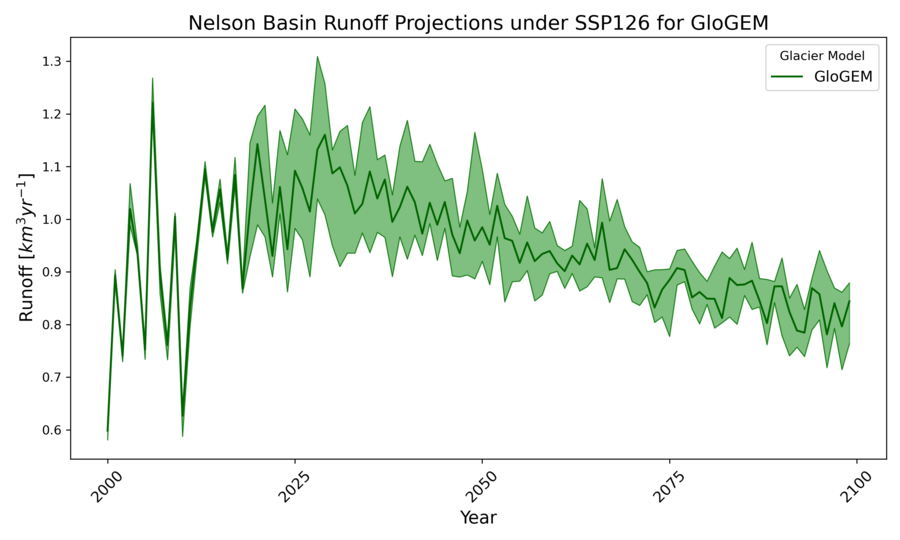 Nelson Basin Runoff Projections under SSP126 for GloGEM
Glacier Model
GloGEM
Runoff [km³yr⁻¹]
1.3
1.2
1.1
1.0
0.9
0.8
0.7
0.6
2000
2025
2050
2075
2100
Year